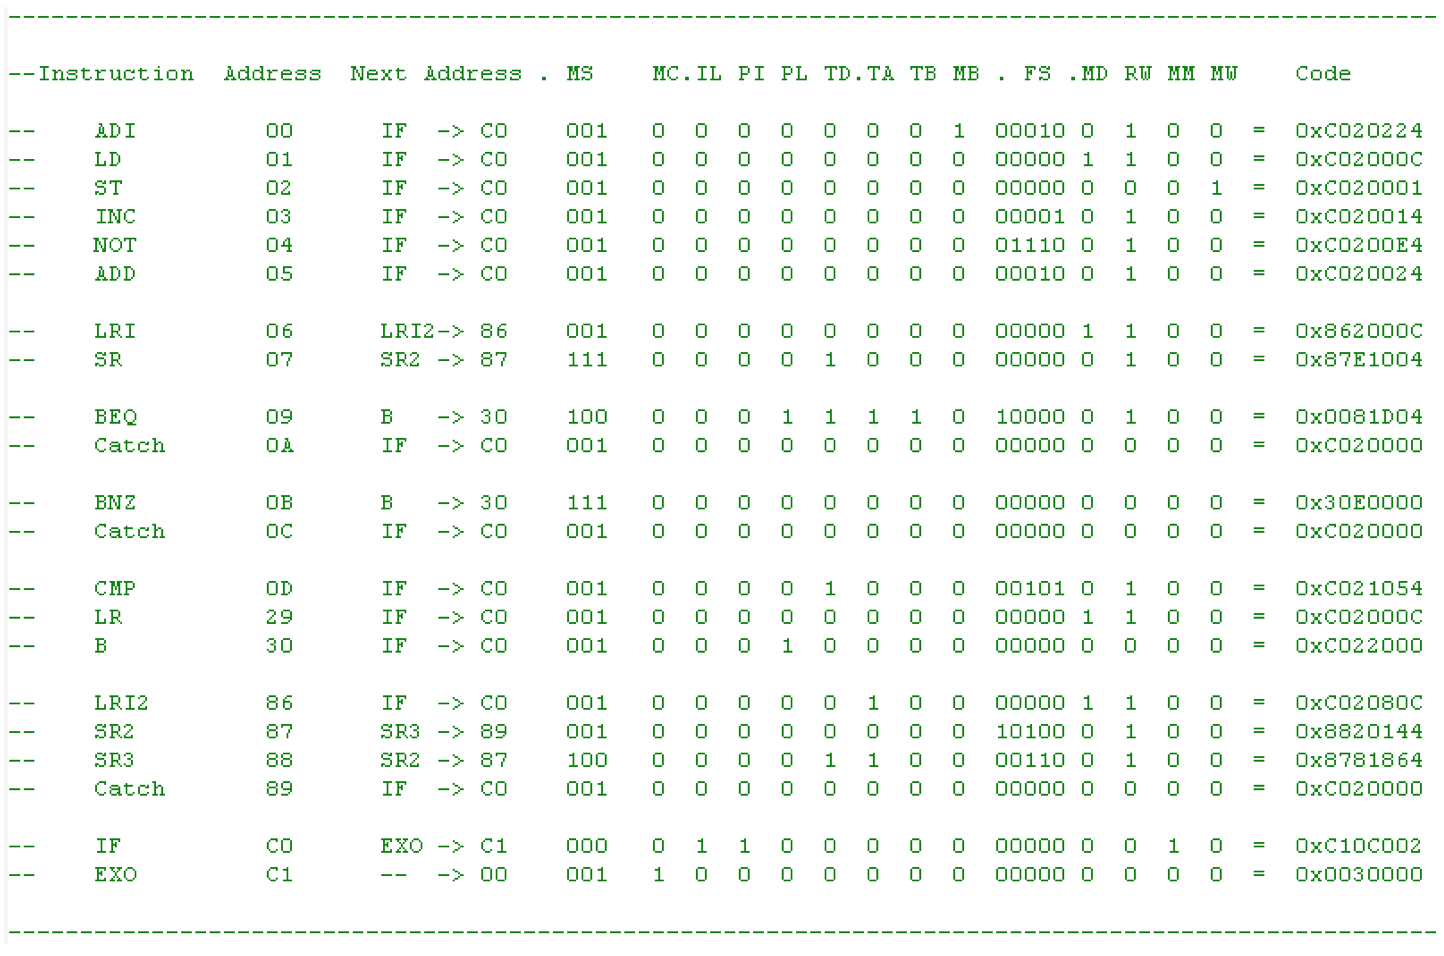 ----------------------------------------------------------------------------------------------------
--Instruction  Address  Next Address . MS    MC.IL PI PL TD.TA TB MB . FS .MD RW MM MW    Code
--    ADI          00      IF  -> C0    001   0  0  0  0  0  0  0  1  00010 0  1  0  0  =  0xC020224
--    LD           01      IF  -> C0    001   0  0  0  0  0  0  0  0  00000 1  1  0  0  =  0xC02000C
--    ST           02      IF  -> C0    001   0  0  0  0  0  0  0  0  00000 0  0  0  1  =  0xC020001
--    INC          03      IF  -> C0    001   0  0  0  0  0  0  0  0  00001 0  1  0  0  =  0xC020014
--    NOT          04      IF  -> C0    001   0  0  0  0  0  0  0  0  01110 0  1  0  0  =  0xC0200E4
--    ADD          05      IF  -> C0    001   0  0  0  0  0  0  0  0  00010 0  1  0  0  =  0xC020024
--    LRI          06      LRI2-> 86    001   0  0  0  0  0  0  0  0  00000 1  1  0  0  =  0x862000C
--    SR           07      SR2 -> 87    111   0  0  0  0  1  0  0  0  00000 0  1  0  0  =  0x87E1004
--    BEQ          09      B   -> 30    100   0  0  0  1  1  1  1  0  10000 0  1  0  0  =  0x0081D04
--    Catch        0A      IF  -> C0    001   0  0  0  0  0  0  0  0  00000 0  0  0  0  =  0xC020000
--    BNZ          0B      B   -> 30    111   0  0  0  0  0  0  0  0  00000 0  0  0  0  =  0x30E0000
--    Catch        0C      IF  -> C0    001   0  0  0  0  0  0  0  0  00000 0  0  0  0  =  0xC020000
--    CMP          0D      IF  -> C0    001   0  0  0  0  1  0  0  0  00101 0  1  0  0  =  0xC021054
--    LR           29      IF  -> C0    001   0  0  0  0  0  0  0  0  00000 1  1  0  0  =  0xC02000C
--    B            30      IF  -> C0    001   0  0  0  1  0  0  0  0  00000 0  0  0  0  =  0xC022000
--    LRI2         86      IF  -> C0    001   0  0  0  0  0  1  0  0  00000 1  1  0  0  =  0xC02080C
--    SR2          87      SR3 -> 89    001   0  0  0  0  0  0  0  0  10100 0  1  0  0  =  0x8820144
--    SR3          88      SR2 -> 87    100   0  0  0  0  1  1  0  0  00110 0  1  0  0  =  0x8781864
--    Catch        89      IF  -> C0    001   0  0  0  0  0  0  0  0  00000 0  0  0  0  =  0xC020000
--    IF           C0      EXO -> C1    000   0  1  1  0  0  0  0  0  00000 0  0  1  0  =  0xC10C002
--    EXO          C1      --  -> 00    001   1  0  0  0  0  0  0  0  00000 0  0  0  0  =  0x0030000
----------------------------------------------------------------------------------------------------